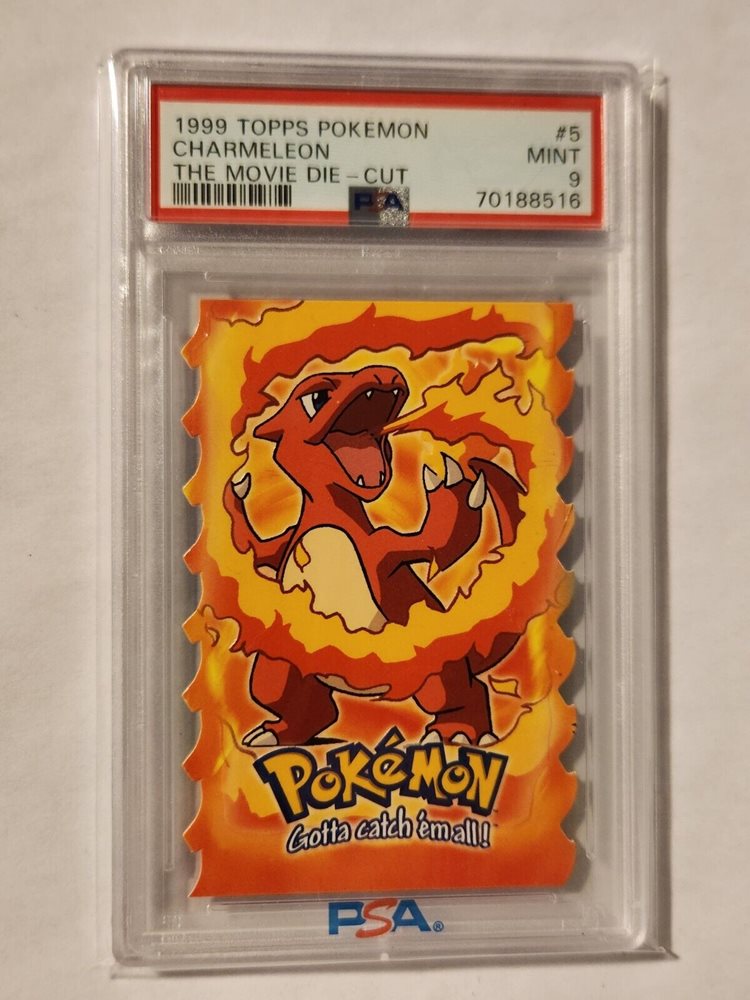 1999 TOPPS POKEMON #5
CHARMELEON MINT
THE MOVIE DIE-CUT 9
PSA 70188516
POKéMON
Gotta catch 'em all!
PSA®